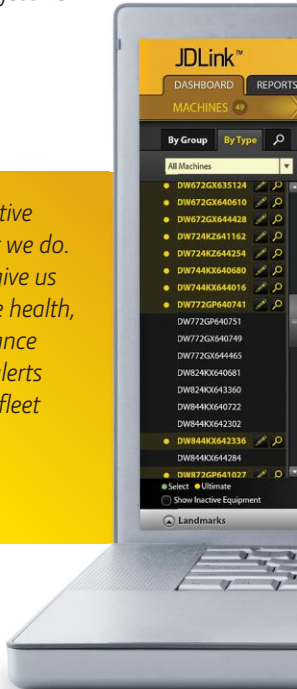 tive
we do.
give us
health,
ance
lerts
fleet
JDLink™
DASHBOARD REPORTS
MACHINES 49
By Group By Type
All Machines
DW672GX635124
DW672GX640610
DW672GX644428
DW724KZ641162
DW724KZ644254
DW744KX640680
DW744KX644016
DW772GP640741
DW772GP640751
DW772GX640749
DW772GX644465
DW824KX640681
DW824KX643360
DW844KX640722
DW844KX642302
DW844KX642336
DW844KX644284
DW872GP641027
Select Ultimate
Show Inactive Equipment
Landmarks